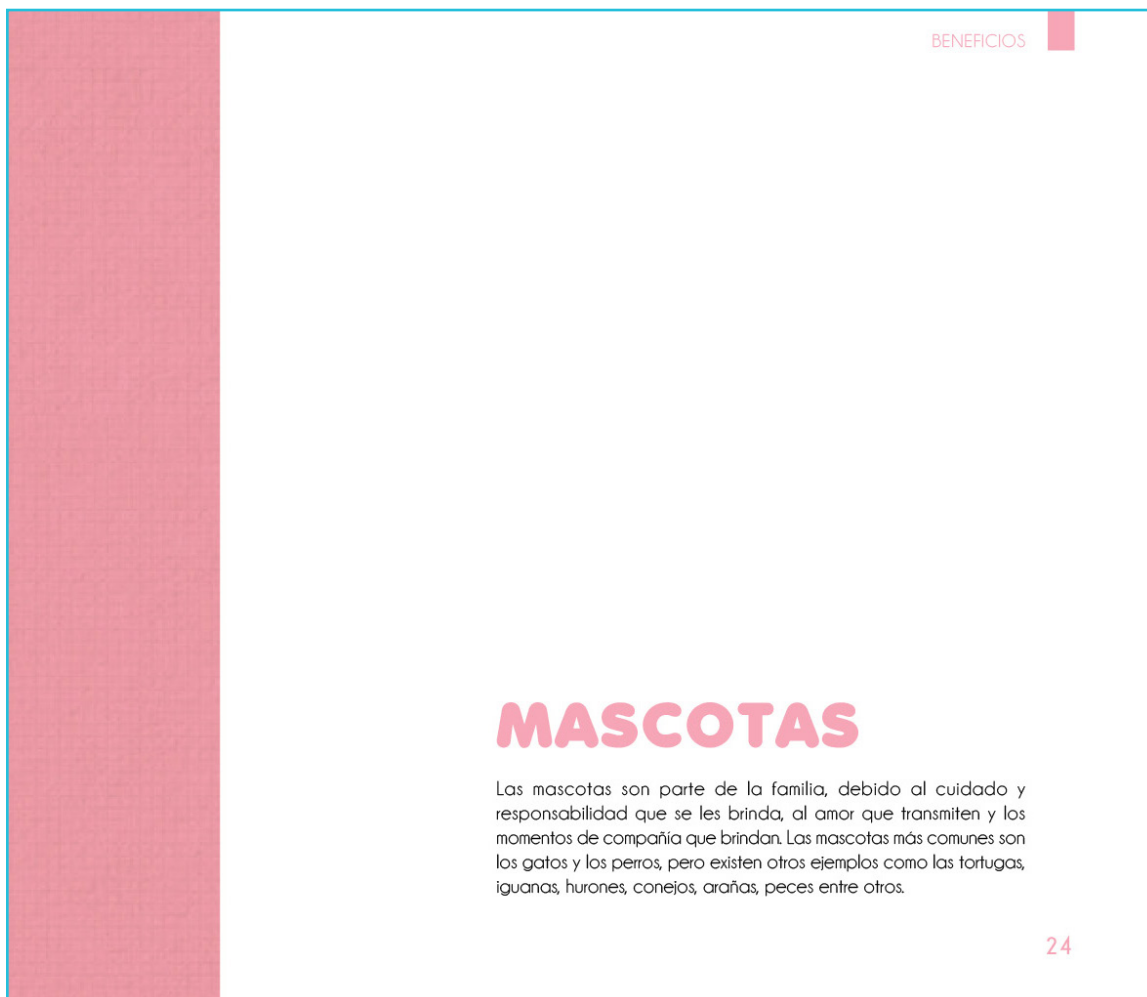 BENEFICIOS
MASCOTAS
Las mascotas son parte de la familia, debido al cuidado y
responsabilidad que se les brinda, al amor que transmiten y los
momentos de compañía que brindan. Las mascotas más comunes son
los gatos y los perros, pero existen otros ejemplos como las tortugas,
iguanas, hurones, conejos, arañas, peces entre otros.
24